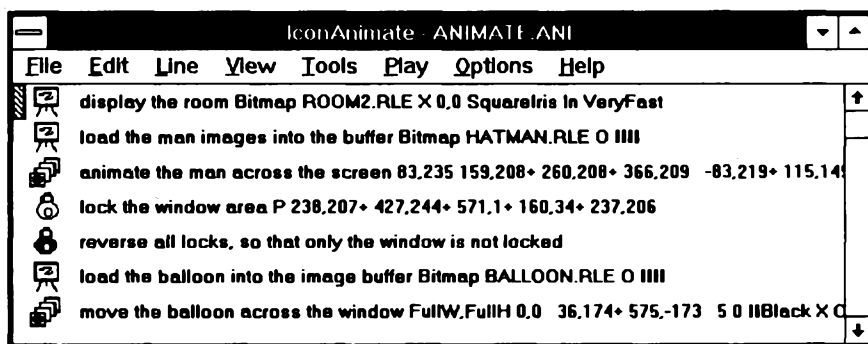 IconAnimate - ANIMATE.ANI
File Edit Line View Tools Play Options Help
display the room Bitmap ROOM2.RLE X 0,0 SquareIris In VeryFast
load the man images into the buffer Bitmap HATMAN.RLE O IIII
animate the man across the screen 83,235 159,208+ 260,208+ 366,209 -83,219+ 115,149
lock the window area P 238,207+ 427,244+ 571,1+ 160,34+ 237,206
reverse all locks, so that only the window is not locked
load the balloon into the image buffer Bitmap BALLOON.RLE O IIII
move the balloon across the window FullW,FullH 0,0 36,174+ 575,-173 5 0 IIBlack X